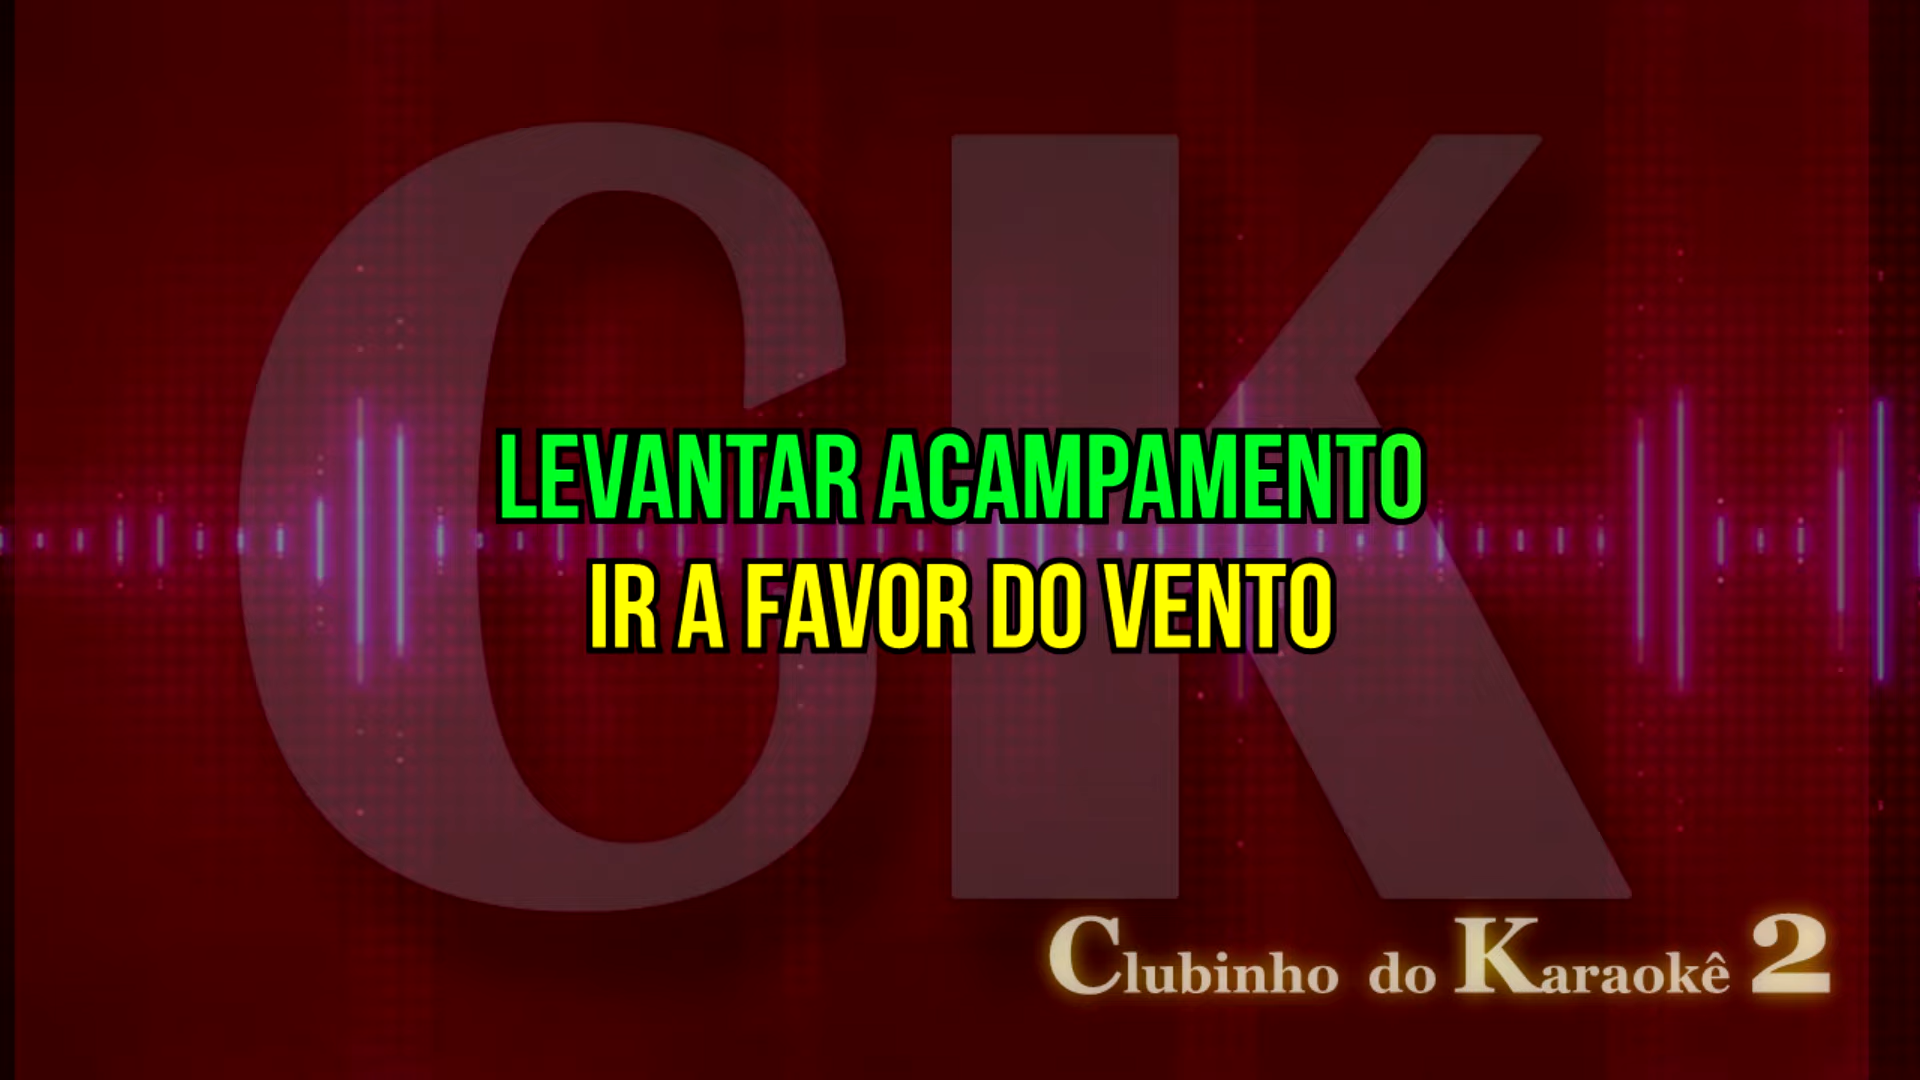 CK
LEVANTAR ACAMPAMENTO
IR A FAVOR DO VENTO
Clubinho do Karaokê 2